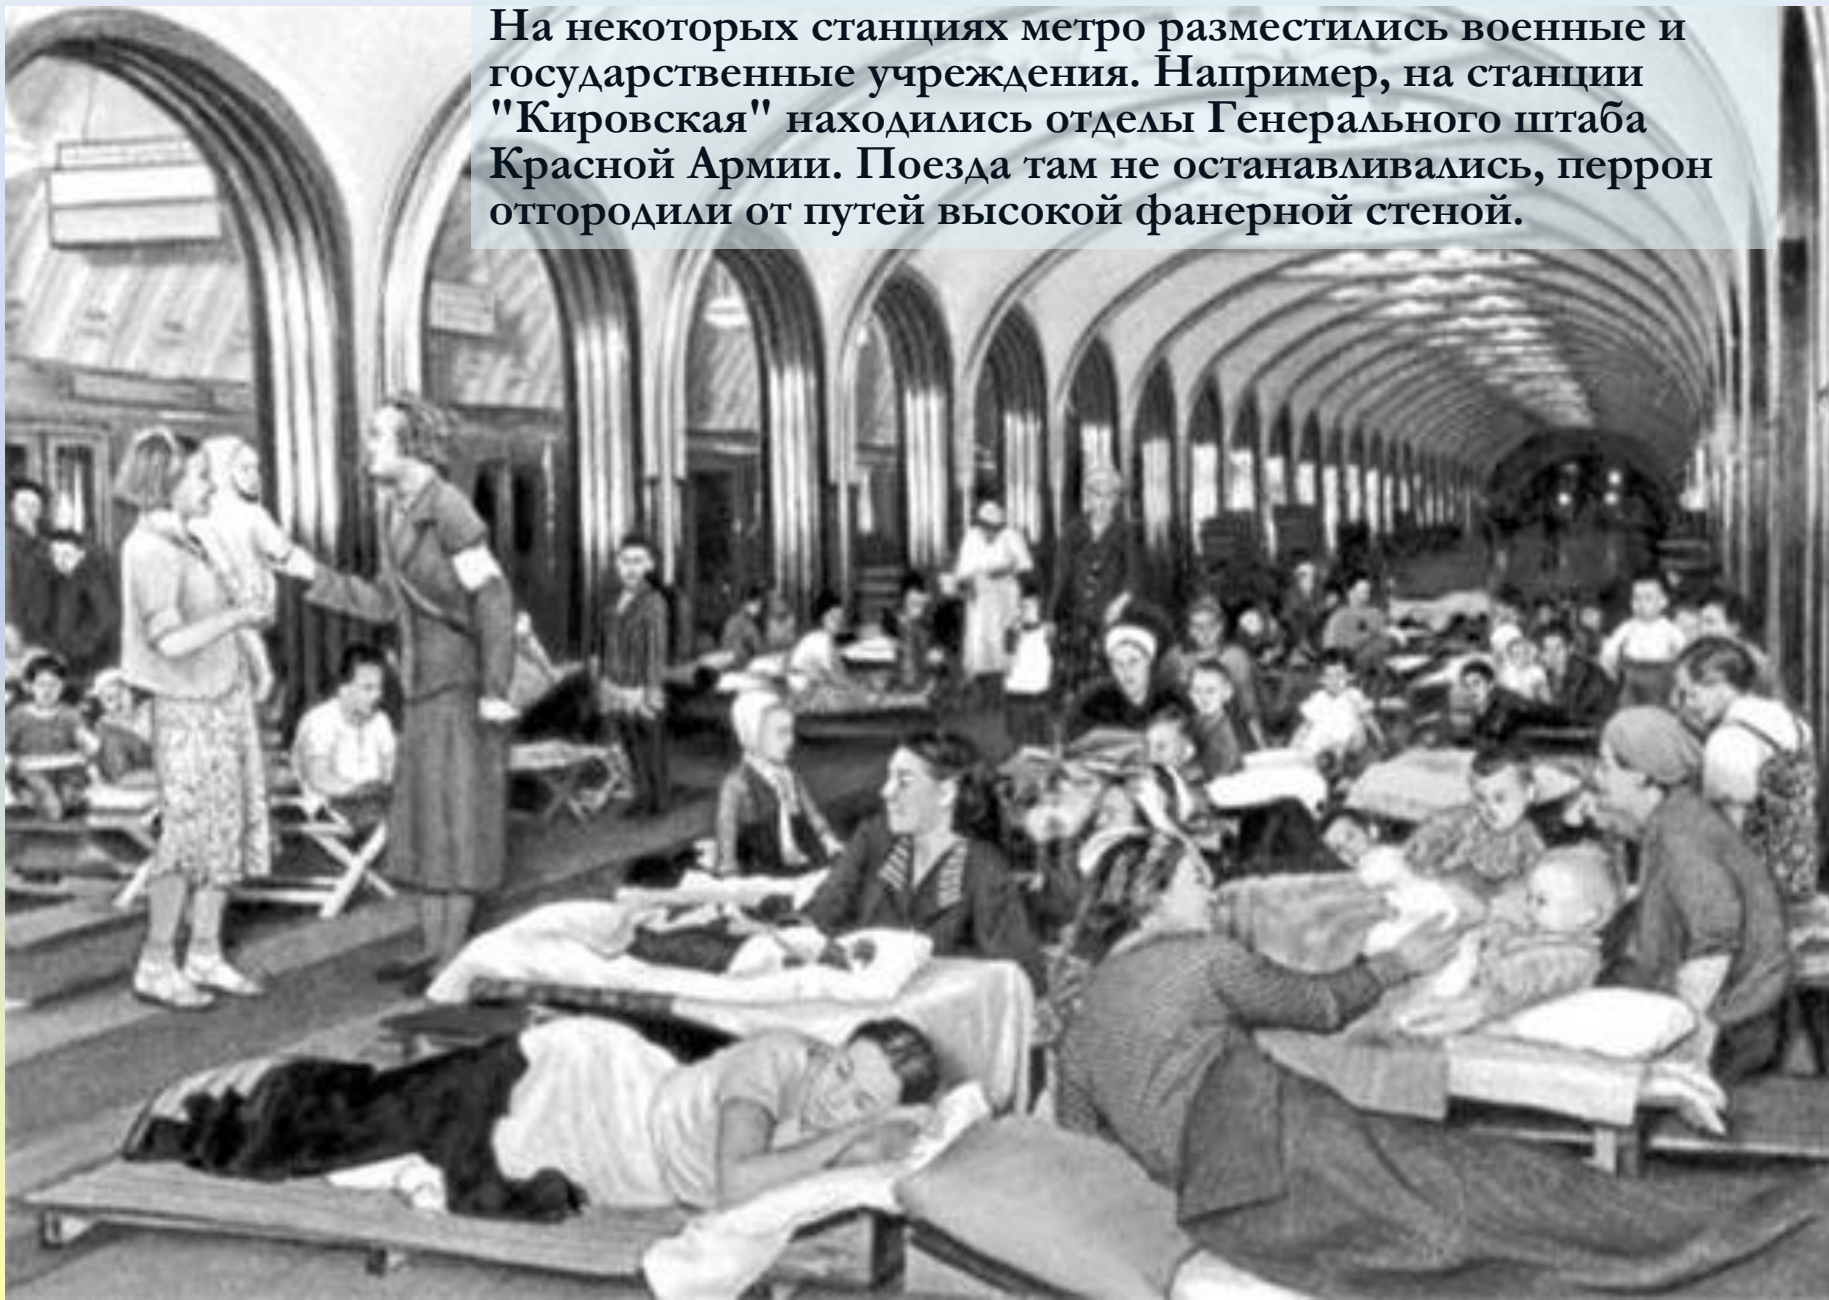 На некоторых станциях метро разместились военные и
государственные учреждения. Например, на станции
"Кировская" находились отделы Генерального штаба
Красной Армии. Поезда там не останавливались, перрон
отгородили от путей высокой фанерной стеной.